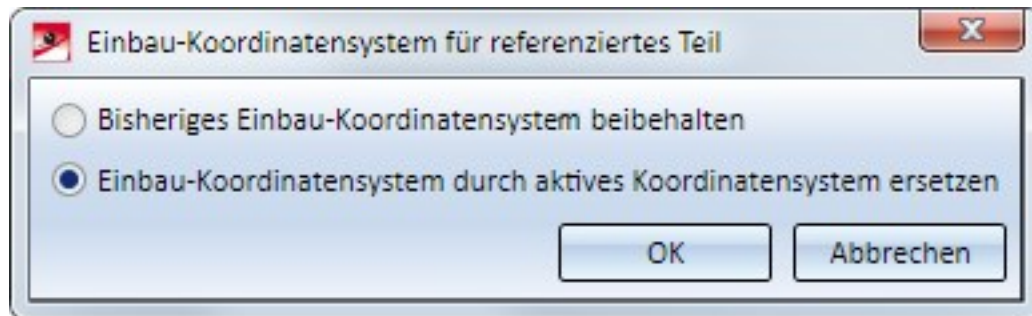 Einbau-Koordinatensystem für referenziertes Teil
Bisheriges Einbau-Koordinatensystem beibehalten
Einbau-Koordinatensystem durch aktives Koordinatensystem ersetzen
OK Abbrechen